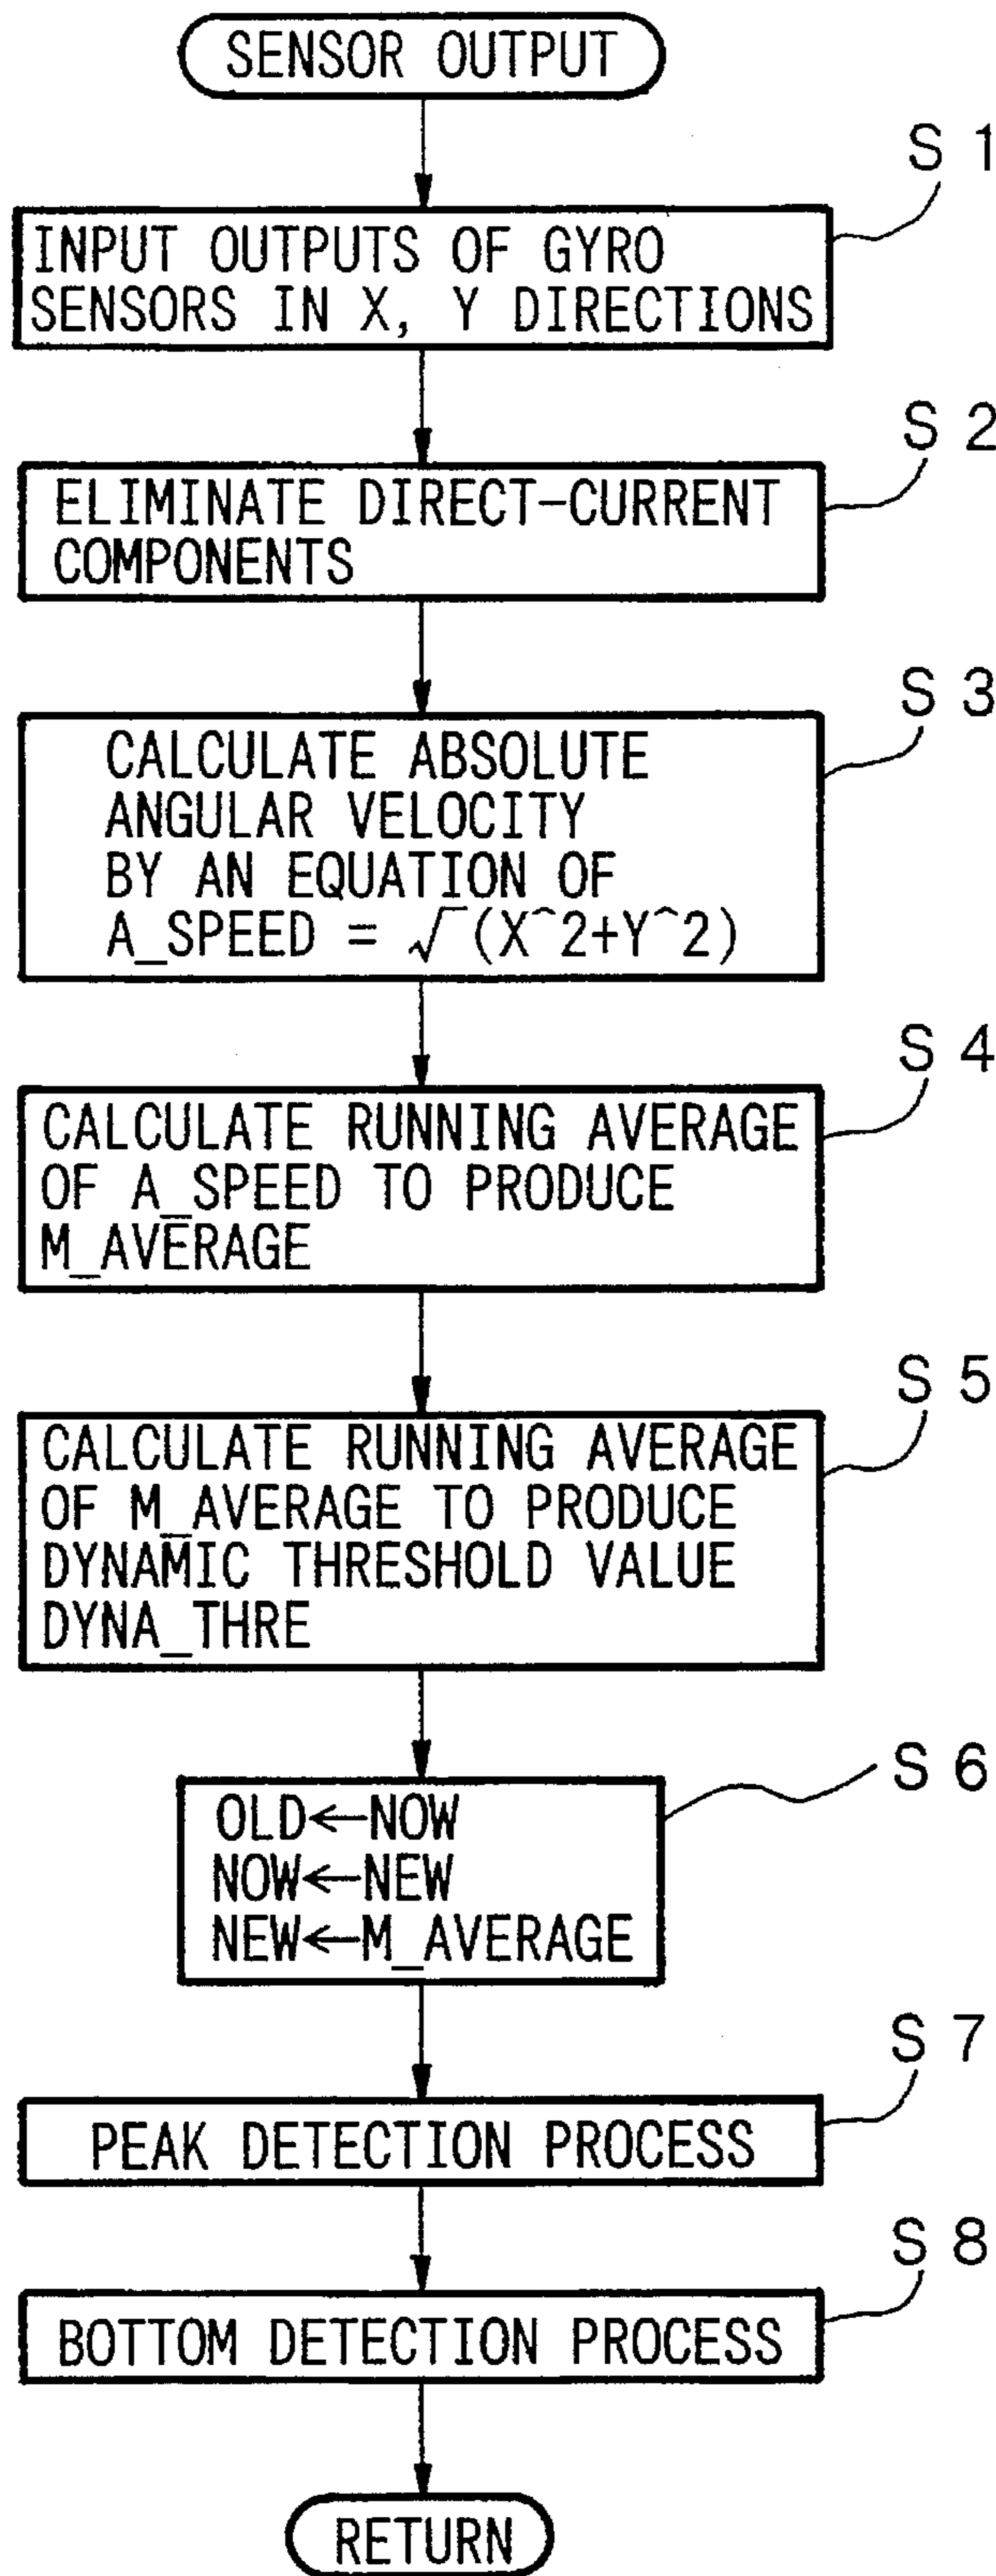 SENSOR OUTPUT
S 1
INPUT OUTPUTS OF GYRO
SENSORS IN X, Y DIRECTIONS
S 2
ELIMINATE DIRECT-CURRENT
COMPONENTS
S 3
CALCULATE ABSOLUTE
ANGULAR VELOCITY
BY AN EQUATION OF
A_SPEED = √(X^2+Y^2)
S 4
CALCULATE RUNNING AVERAGE
OF A_SPEED TO PRODUCE
M_AVERAGE
S 5
CALCULATE RUNNING AVERAGE
OF M_AVERAGE TO PRODUCE
DYNAMIC THRESHOLD VALUE
DYNA_THRE
S 6
OLD←NOW
NOW←NEW
NEW←M_AVERAGE
S 7
PEAK DETECTION PROCESS
S 8
BOTTOM DETECTION PROCESS
RETURN